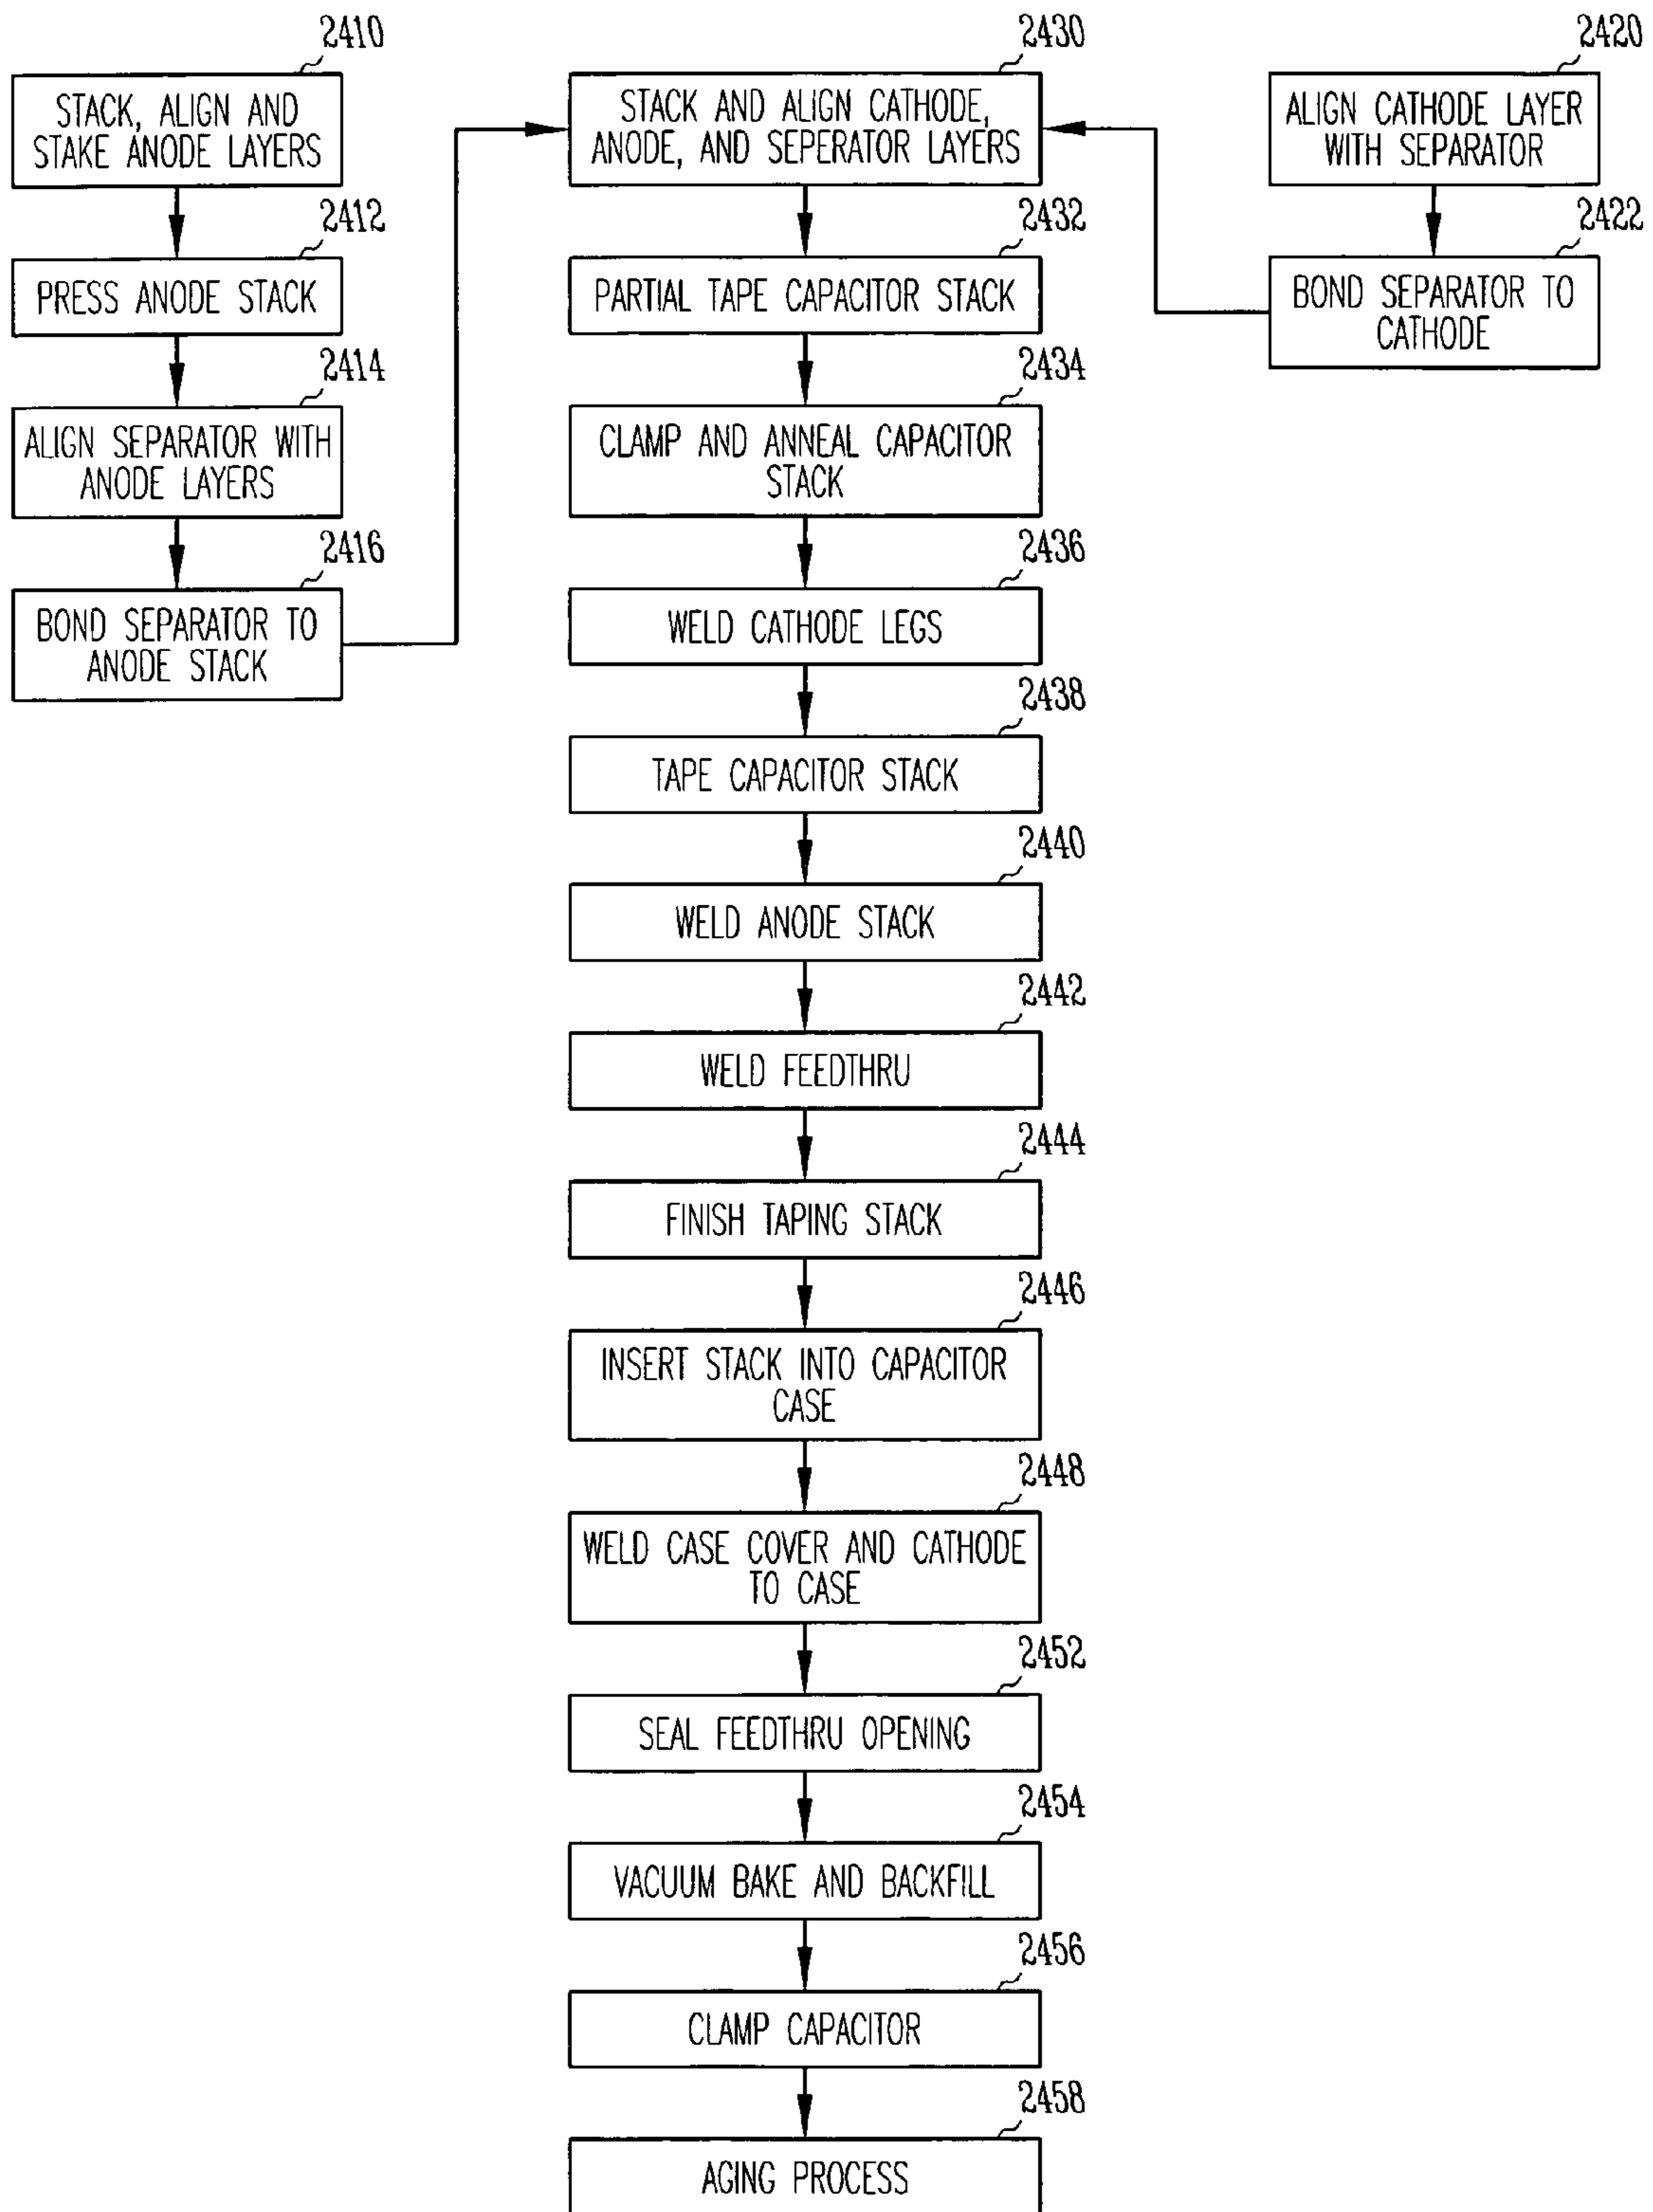 2410
STACK, ALIGN AND
STAKE ANODE LAYERS
2412
PRESS ANODE STACK
2414
ALIGN SEPARATOR WITH
ANODE LAYERS
2416
BOND SEPARATOR TO
ANODE STACK
2420
ALIGN CATHODE LAYER
WITH SEPARATOR
2422
BOND SEPARATOR TO
CATHODE
2430
STACK AND ALIGN CATHODE,
ANODE, AND SEPERATOR LAYERS
2432
PARTIAL TAPE CAPACITOR STACK
2434
CLAMP AND ANNEAL CAPACITOR
STACK
2436
WELD CATHODE LEGS
2438
TAPE CAPACITOR STACK
2440
WELD ANODE STACK
2442
WELD FEEDTHRU
2444
FINISH TAPING STACK
2446
INSERT STACK INTO CAPACITOR
CASE
2448
WELD CASE COVER AND CATHODE
TO CASE
2452
SEAL FEEDTHRU OPENING
2454
VACUUM BAKE AND BACKFILL
2456
CLAMP CAPACITOR
2458
AGING PROCESS